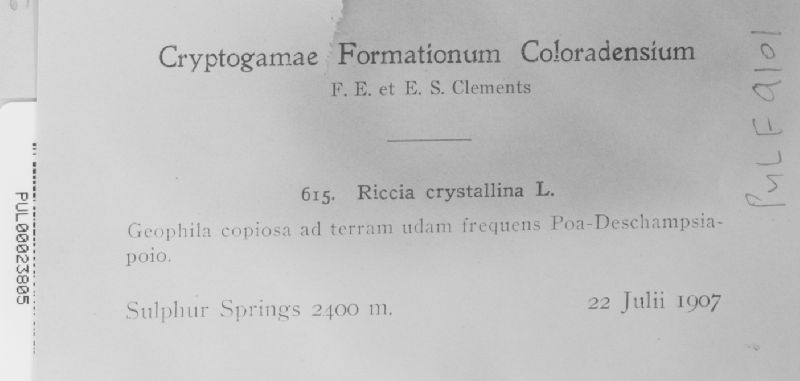 Cryptogamae Formationum Coloradensium
F. E. et E. S. Clements
615. Riccia crystallina L.
Geophila copiosa ad terram udam frequens Poa-Deschampsia-
poio.
Sulphur Springs 2400 m.
22 Julii 1907
PULF 9101
PUL00023805